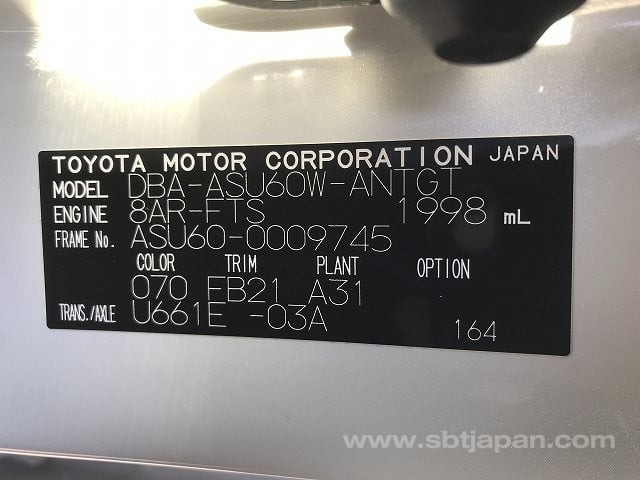 TOYOTA MOTOR CORPORATION JAPAN
MODEL DBA-ASU60W-ANTGT
ENGINE 8AR-FTS 1998 mL
FRAME No. ASU60-0009745
COLOR TRIM PLANT OPTION
070 FB21 A31
TRANS./AXLE U661E -03A
164
www.sbtjapan.com